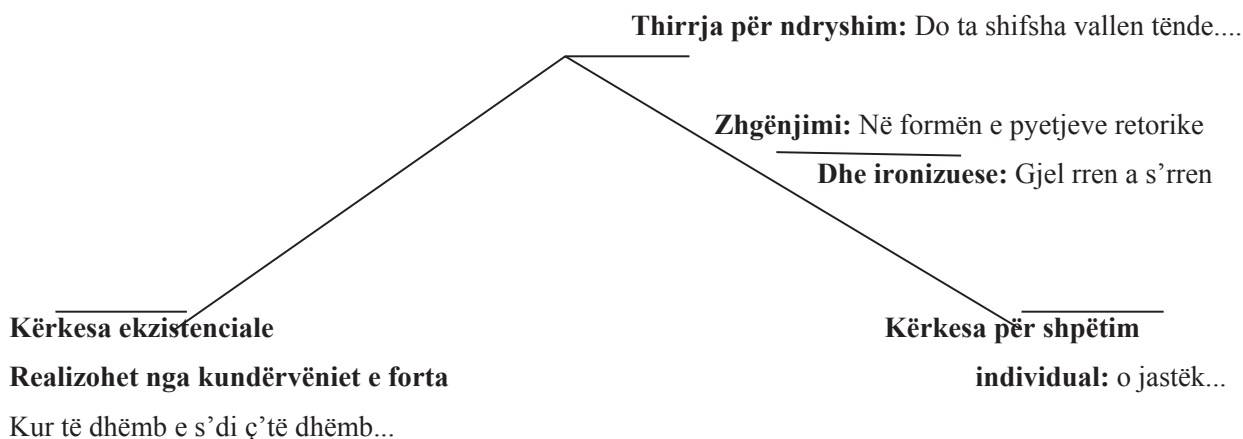 Thirrja për ndryshim: Do ta shifsha vallen tënde....
Zhgënjimi: Në formën e pyetjeve retorike
Dhe ironizuese: Gjel rren a s’rren
Kërkesa ekzistenciale
Realizohet nga kundërvëniet e forta
Kur të dhëmb e s’di ç’të dhëmb...
Kërkesa për shpëtim
individual: o jastëk...